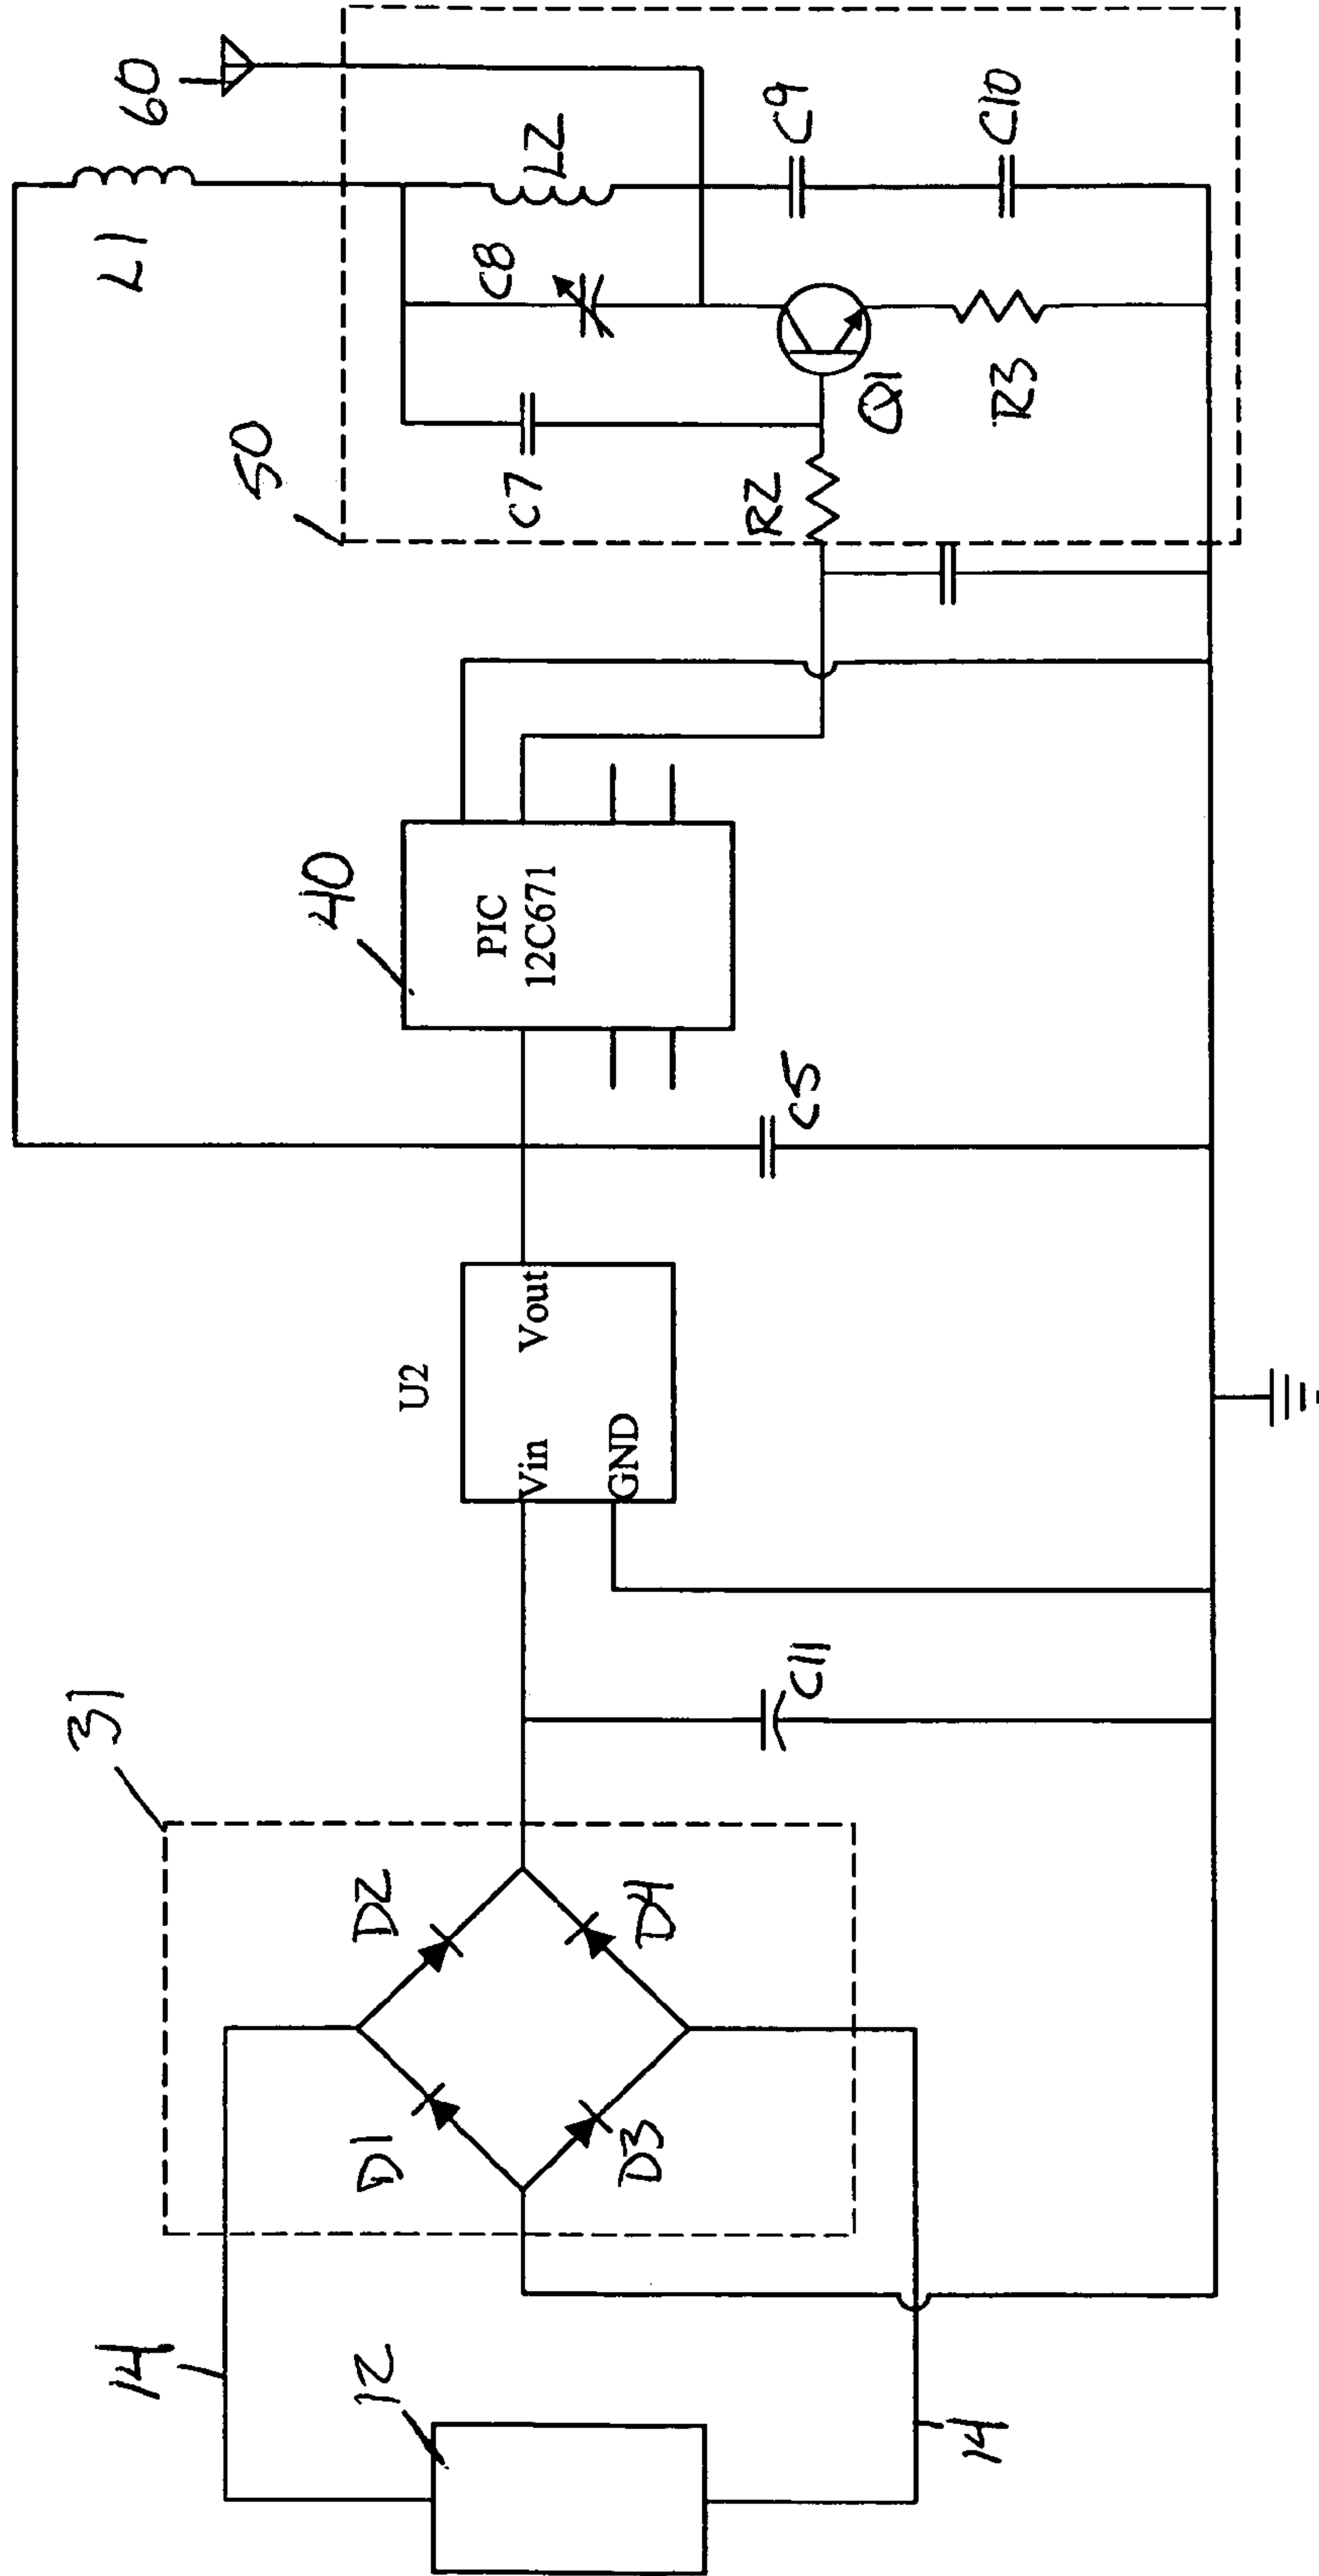 14
12
14
31
D1
D2
D3
D4
C11
U2
Vin
Vout
GND
C5
40
PIC
12C671
50
C7
R2
C8
Q1
R3
L1
60
L2
C9
C10